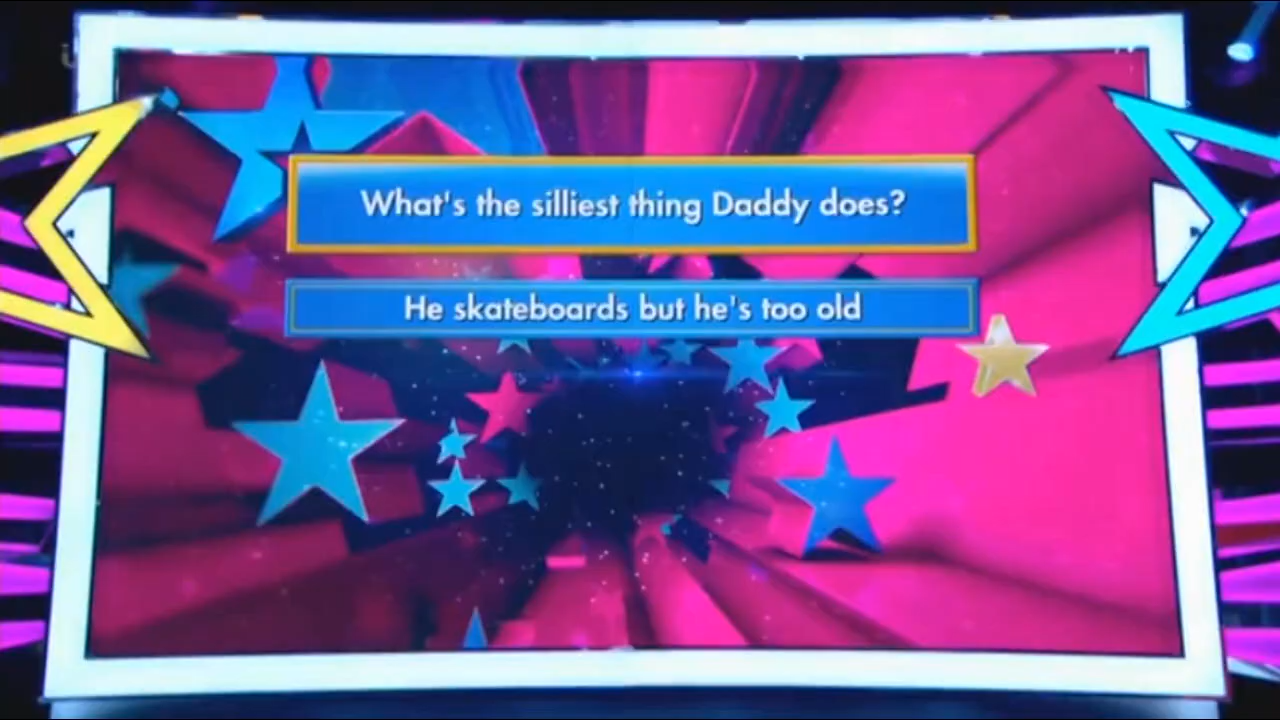 What's the silliest thing Daddy does?
He skateboards but he's too old